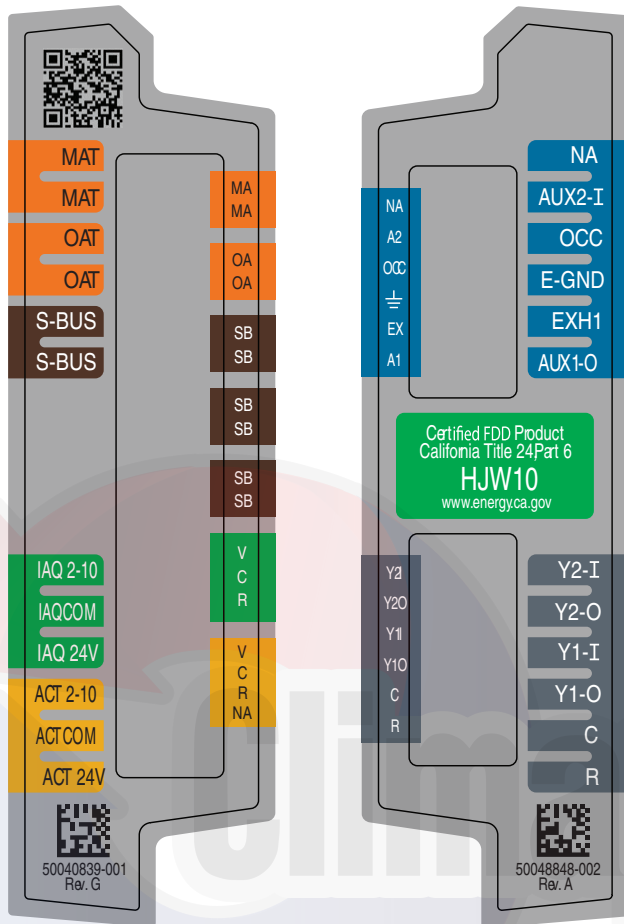 MAT
MAT
OAT
OAT
S-BUS
S-BUS
IAQ 2-10
IAQCOM
IAQ 24V
ACT 2-10
ACTCOM
ACT 24V
50040839-001
Rev. G
MA
MA
OA
OA
SB
SB
SB
SB
SB
SB
V
C
R
V
C
R
NA
NA
A2
OCC
EX
A1
NA
AUX2-I
OCC
E-GND
EXH1
AUX1-O
Certified FDD Product
California Title 24,Part 6
HJW10
www.energy.ca.gov
Y2I
Y2O
Y1I
Y1O
C
R
Y2-I
Y2-O
Y1-I
Y1-O
C
R
50048848-002
Rev. A
Clima